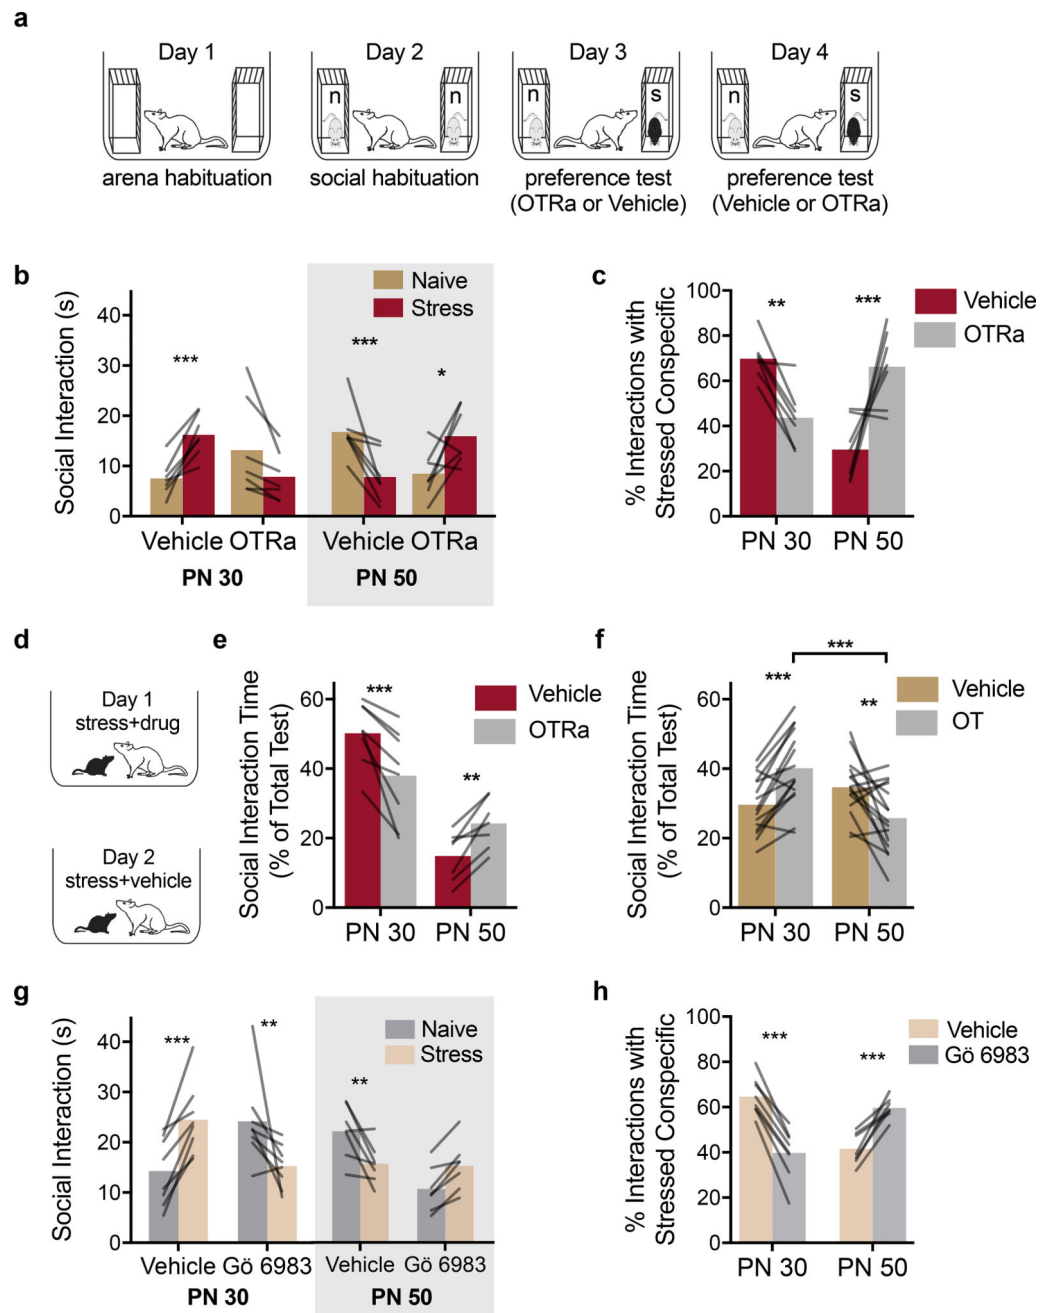 a
Day 1
Day 2
Day 3
Day 4
n
n
n
s
n
s
arena habituation
social habituation
preference test
(OTRa or Vehicle)
preference test
(Vehicle or OTRa)
b
Social Interaction (s)
40
30
20
10
0
Naive
Stress
***
***
*
Vehicle OTRa
Vehicle OTRa
PN 30
PN 50
c
% Interactions with
Stressed Conspecific
100
80
60
40
20
0
**
***
Vehicle
OTRa
PN 30
PN 50
d
Day 1
stress+drug
Day 2
stress+vehicle
e
Social Interaction Time
(% of Total Test)
60
40
20
0
***
**
Vehicle
OTRa
PN 30
PN 50
f
Social Interaction Time
(% of Total Test)
60
40
20
0
***
***
**
Vehicle
OT
PN 30
PN 50
g
Social Interaction (s)
40
30
20
10
0
***
**
**
Naive
Stress
Vehicle Gö 6983
Vehicle Gö 6983
PN 30
PN 50
h
% Interactions with
Stressed Conspecific
100
80
60
40
20
0
***
***
Vehicle
Gö 6983
PN 30
PN 50